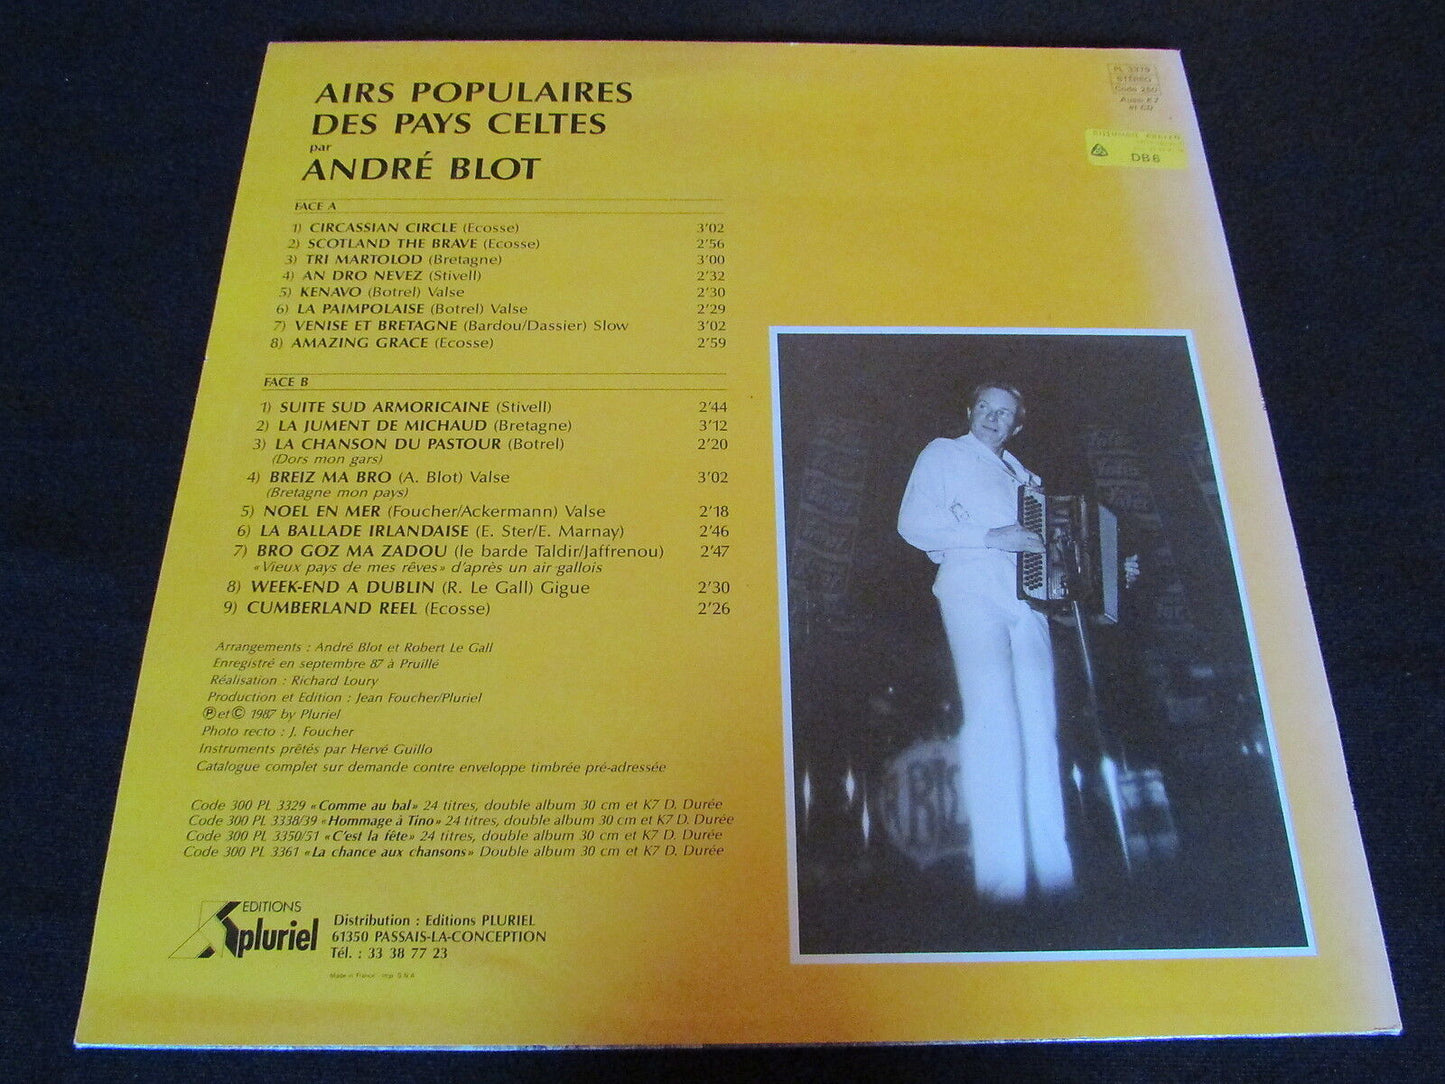 AIRS POPULAIRES
DES PAYS CELTES
par
ANDRÉ BLOT
PL 3379
STEREO
Code 250
Aussi K7
et CD
DB6
FACE A
1) CIRCASSIAN CIRCLE (Ecosse) 3'02
2) SCOTLAND THE BRAVE (Ecosse) 2'56
3) TRI MARTOLOD (Bretagne) 3'00
4) AN DRO NEVEZ (Stivell) 2'32
5) KENAVO (Botrel) Valse 2'30
6) LA PAIMPOLAISE (Botrel) Valse 2'29
7) VENISE ET BRETAGNE (Bardou/Dassier) Slow 3'02
8) AMAZING GRACE (Ecosse) 2'59
FACE B
1) SUITE SUD ARMORICAINE (Stivell) 2'44
2) LA JUMENT DE MICHAUD (Bretagne) 3'12
3) LA CHANSON DU PASTOUR (Botrel) 2'20
(Dors mon gars)
4) BREIZ MA BRO (A. Blot) Valse 3'02
(Bretagne mon pays)
5) NOEL EN MER (Foucher/Ackermann) Valse 2'18
6) LA BALLADE IRLANDAISE (E. Ster/E. Marnay) 2'46
7) BRO GOZ MA ZADOU (le barde Taldir/Jaffrenou) 2'47
«Vieux pays de mes rêves» d'après un air gallois
8) WEEK-END A DUBLIN (R. Le Gall) Gigue 2'30
9) CUMBERLAND REEL (Ecosse) 2'26
Arrangements : André Blot et Robert Le Gall
Enregistré en septembre 87 à Pruillé
Réalisation : Richard Loury
Production et Edition : Jean Foucher/Pluriel
℗ et © 1987 by Pluriel
Photo recto : J. Foucher
Instruments prêtés par Hervé Guillo
Catalogue complet sur demande contre enveloppe timbrée pré-adressée
Code 300 PL 3329 «Comme au bal» 24 titres, double album 30 cm et K7 D. Durée
Code 300 PL 3338/39 «Hommage à Tino» 24 titres, double album 30 cm et K7 D. Durée
Code 300 PL 3350/51 «C'est la fête» 24 titres, double album 30 cm et K7 D. Durée
Code 300 PL 3361 «La chance aux chansons» Double album 30 cm et K7 D. Durée
EDITIONS
pluriel
Distribution : Editions PLURIEL
61350 PASSAIS-LA-CONCEPTION
Tél. : 33 38 77 23
Made in France - Imp. S.N.A.